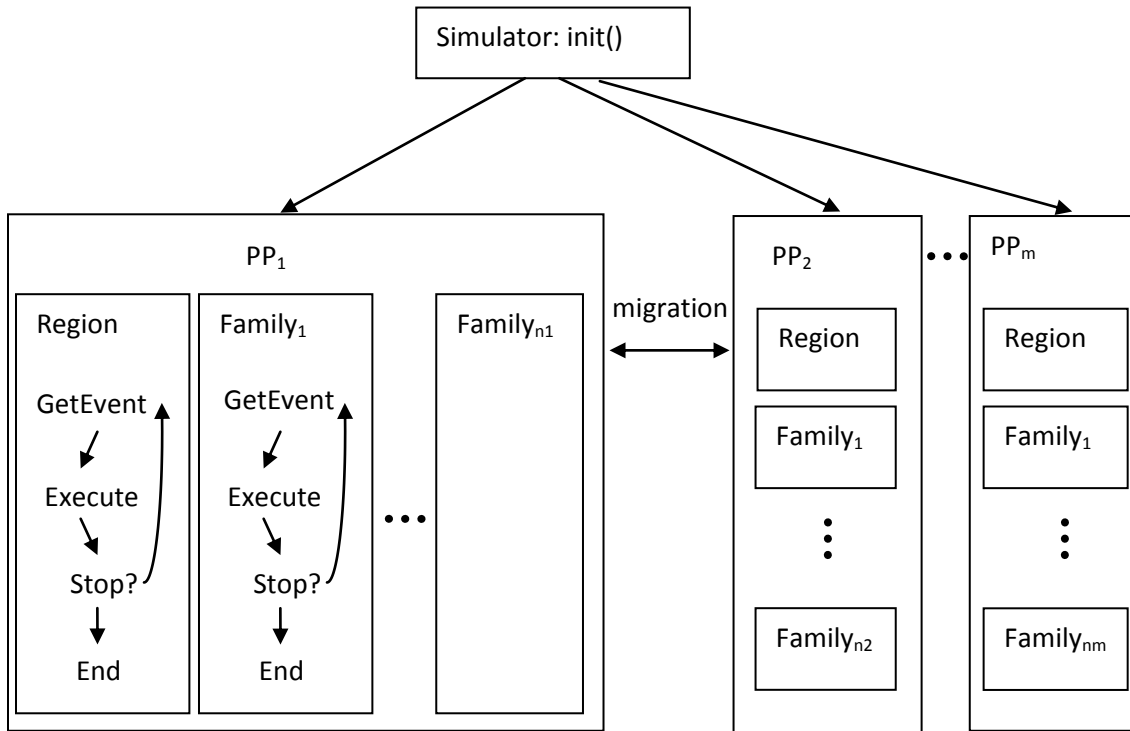 Simulator: init()
PP₁
Region
GetEvent
Execute
Stop?
End
Family₁
GetEvent
Execute
Stop?
End
•••
Familyₙ₁
migration
PP₂
Region
Family₁
Familyₙ₂
•••
PPₘ
Region
Family₁
Familyₙₘ